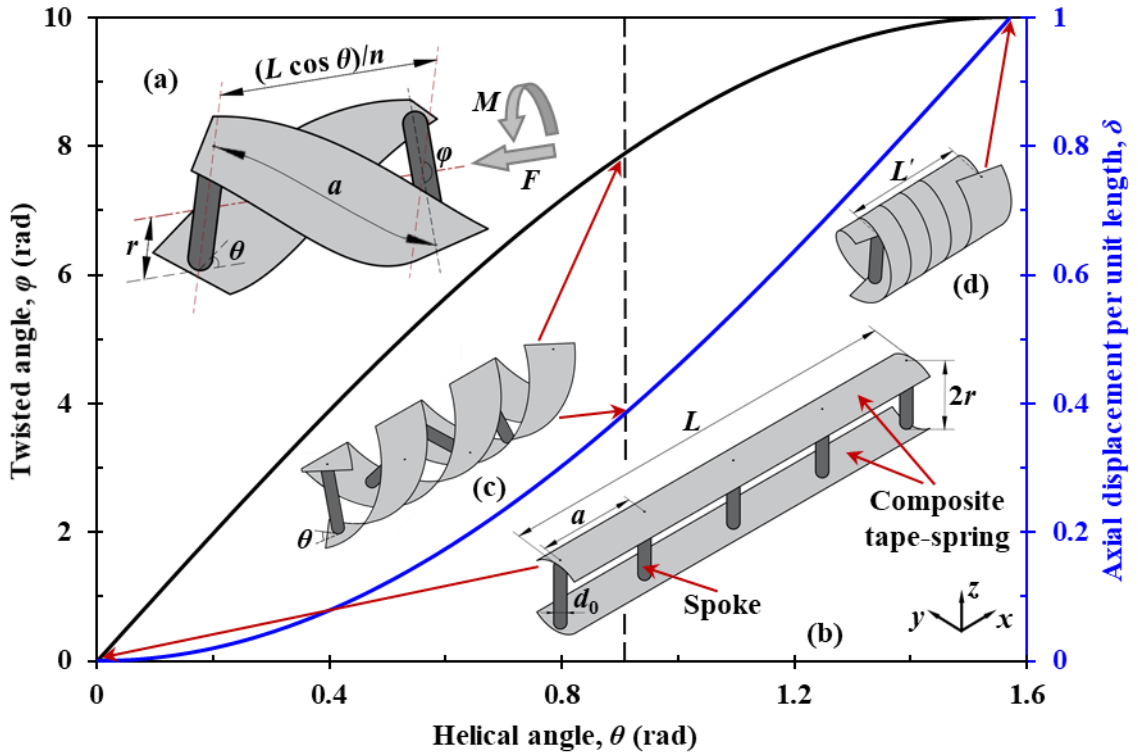 10
8
6
4
2
0
Twisted angle, φ (rad)
0
0.4
0.8
1.2
1.6
Helical angle, θ (rad)
1
0.8
0.6
0.4
0.2
0
Axial displacement per unit length, δ
(a)
(L cos θ)/n
M
F
φ
a
r
θ
L'
(d)
(c)
θ
L
2r
a
d₀
Composite
tape-spring
Spoke
(b)
z
y
x